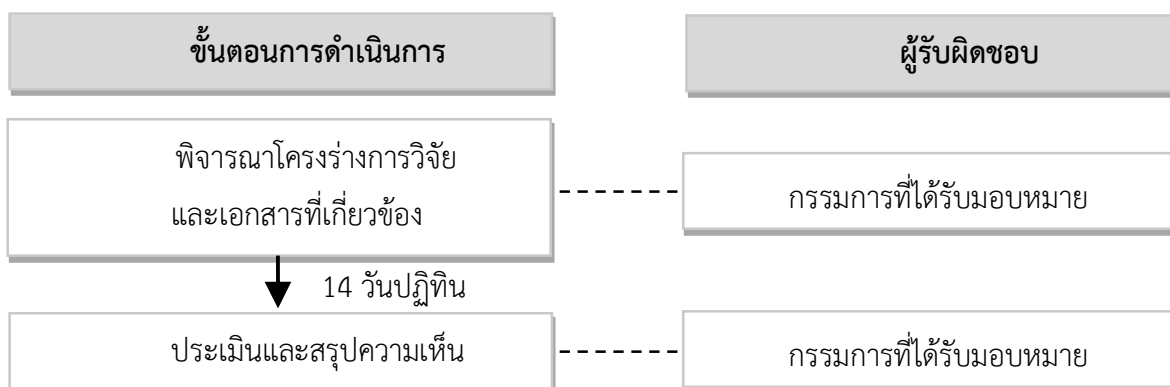 ขั้นตอนการดำเนินการ
ผู้รับผิดชอบ
พิจารณาโครงร่างการวิจัย
และเอกสารที่เกี่ยวข้อง
กรรมการที่ได้รับมอบหมาย
14 วันปฏิทิน
ประเมินและสรุปความเห็น
กรรมการที่ได้รับมอบหมาย